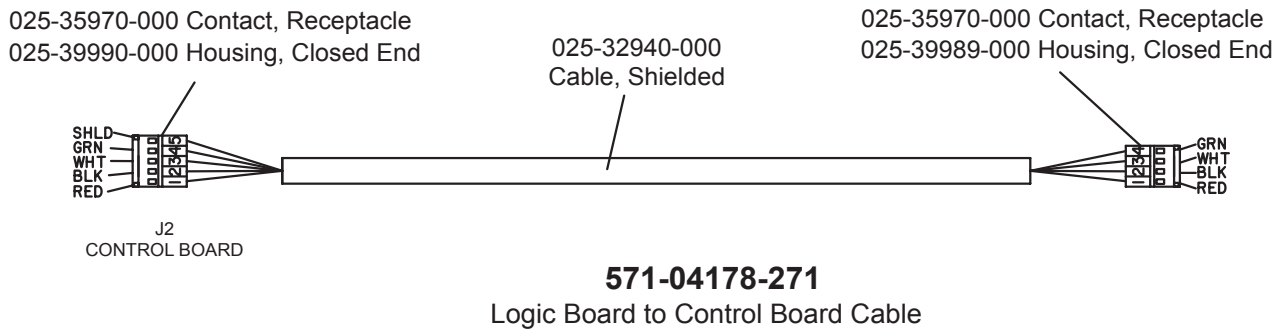 025-35970-000 Contact, Receptacle
025-39990-000 Housing, Closed End
025-32940-000
Cable, Shielded
025-35970-000 Contact, Receptacle
025-39989-000 Housing, Closed End
SHLD
GRN
WHT
BLK
RED
1 2 3 4 5
1 2 3 4
GRN
WHT
BLK
RED
J2
CONTROL BOARD
571-04178-271
Logic Board to Control Board Cable